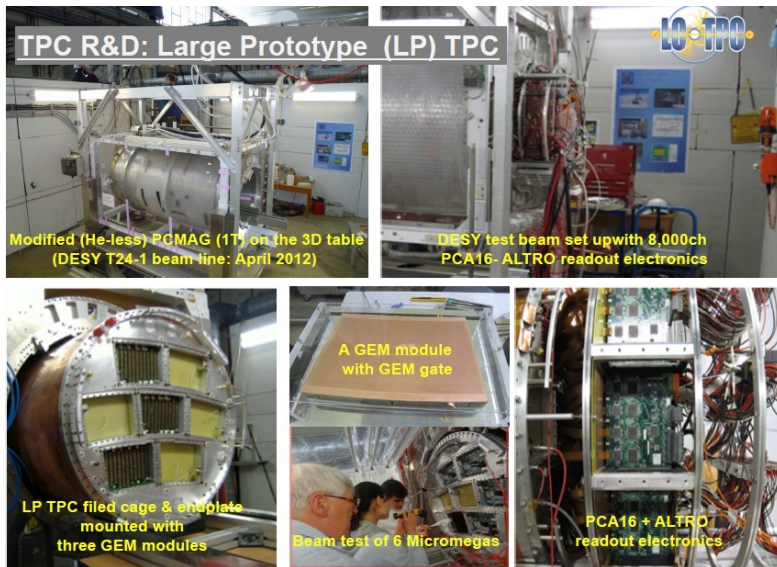 TPC R&D: Large Prototype (LP) TPC
LC TPC
Modified (He-less) PCMAG (1T) on the 3D table
(DESY T24-1 beam line: April 2012)
DESY test beam set upwith 8,000ch
PCA16- ALTRO readout electronics
LP TPC filed cage & endplate
mounted with
three GEM modules
A GEM module
with GEM gate
Beam test of 6 Micromegas
PCA16 + ALTRO
readout electronics